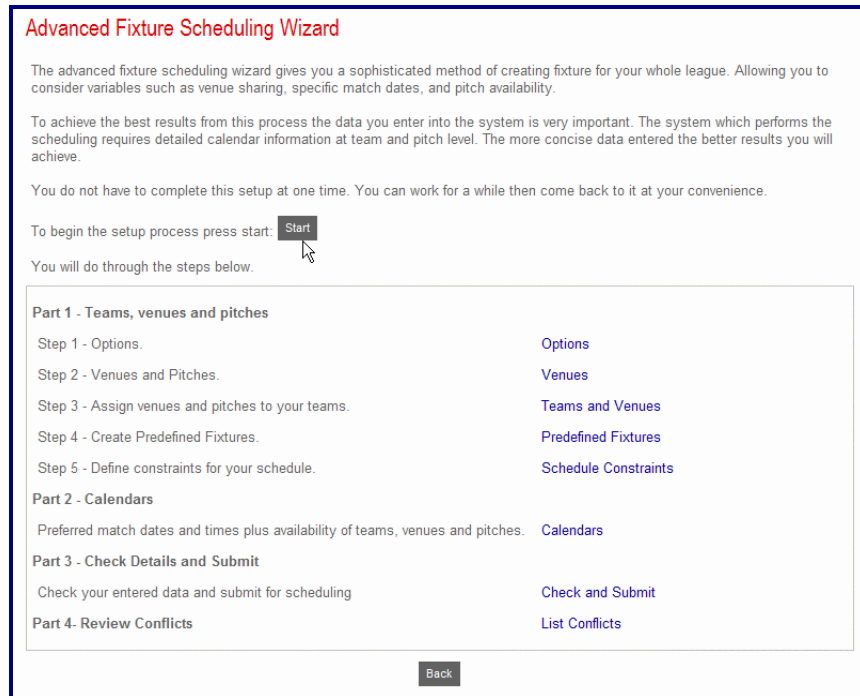 Advanced Fixture Scheduling Wizard
The advanced fixture scheduling wizard gives you a sophisticated method of creating fixture for your whole league. Allowing you to
consider variables such as venue sharing, specific match dates, and pitch availability.
To achieve the best results from this process the data you enter into the system is very important. The system which performs the
scheduling requires detailed calendar information at team and pitch level. The more concise data entered the better results you will
achieve.
You do not have to complete this setup at one time. You can work for a while then come back to it at your convenience.
To begin the setup process press start: Start
You will do through the steps below.
Part 1 - Teams, venues and pitches
Step 1 - Options. Options
Step 2 - Venues and Pitches. Venues
Step 3 - Assign venues and pitches to your teams. Teams and Venues
Step 4 - Create Predefined Fixtures. Predefined Fixtures
Step 5 - Define constraints for your schedule. Schedule Constraints
Part 2 - Calendars
Preferred match dates and times plus availability of teams, venues and pitches. Calendars
Part 3 - Check Details and Submit
Check your entered data and submit for scheduling Check and Submit
Part 4- Review Conflicts List Conflicts
Back